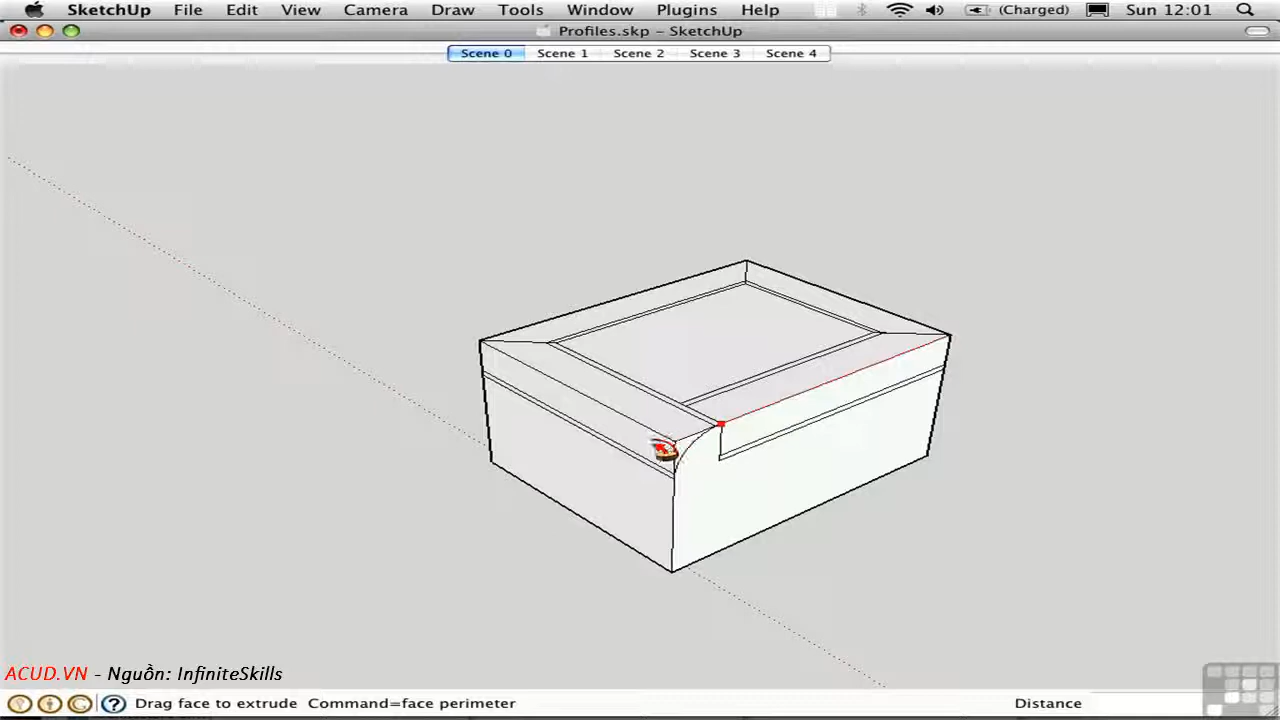 SketchUp File Edit View Camera Draw Tools Window Plugins Help (Charged) Sun 12:01
Profiles.skp – SketchUp
Scene 0 Scene 1 Scene 2 Scene 3 Scene 4
ACUD.VN - Nguồn: InfiniteSkills
Drag face to extrude Command=face perimeter Distance